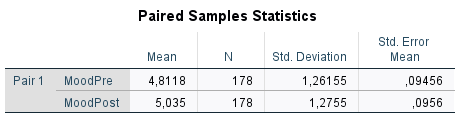 Paired Samples Statistics
Mean N Std. Deviation Std. Error Mean
Pair 1 MoodPre 4,8118 178 1,26155 ,09456
MoodPost 5,035 178 1,2755 ,0956